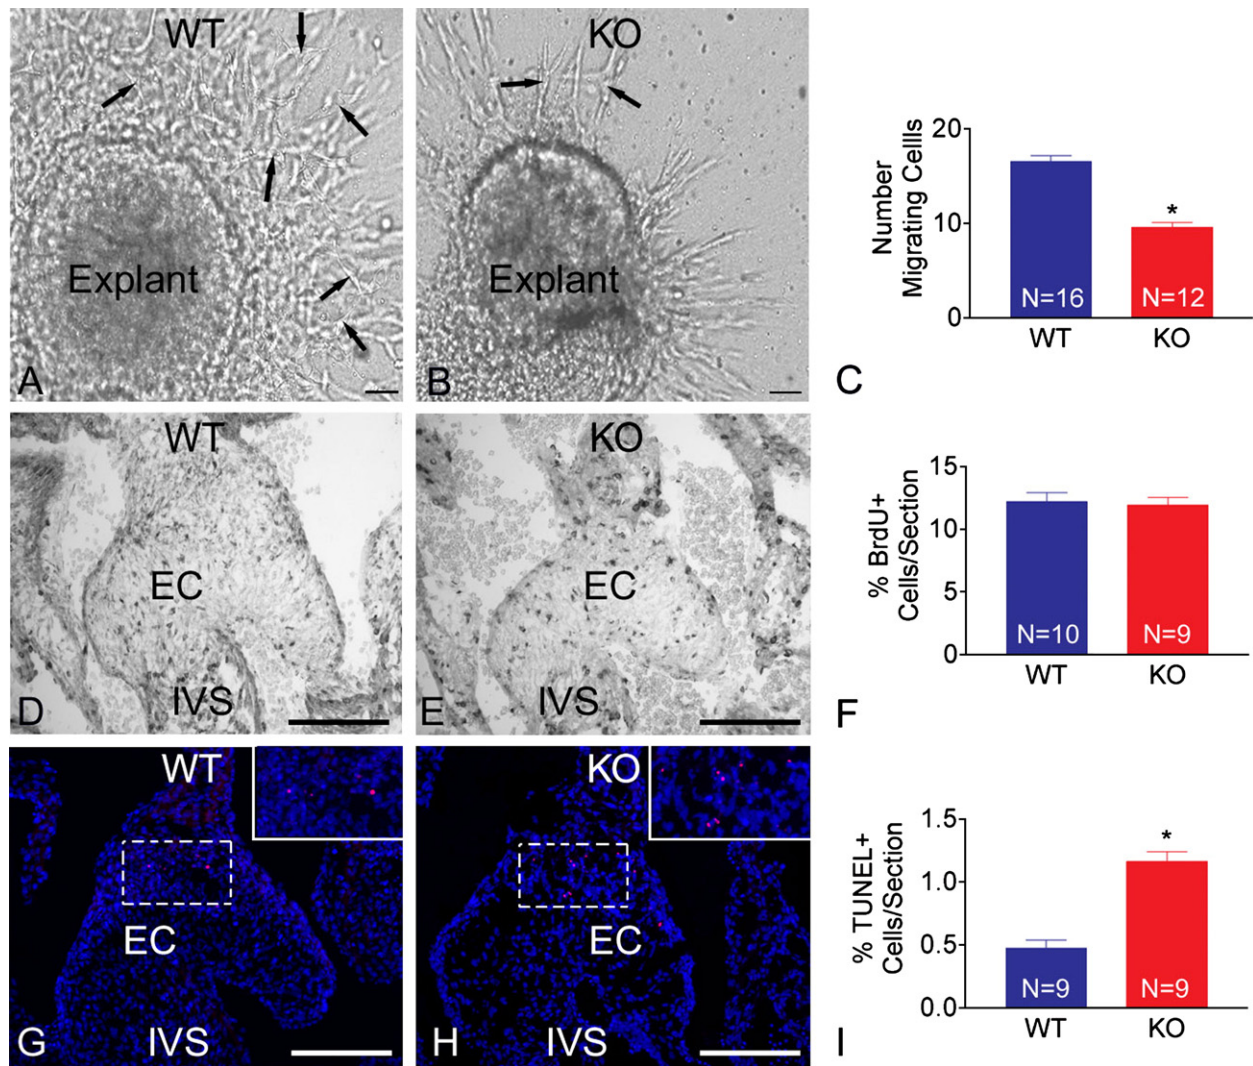 WT
Explant
A
KO
Explant
B
Number
Migrating Cellls
20
10
0
N=16
N=12
*
WT
KO
C
WT
EC
IVS
D
KO
EC
IVS
E
% BrdU+
Cells/Section
15
10
5
0
N=10
N=9
WT
KO
F
WT
EC
IVS
G
KO
EC
IVS
H
% TUNEL+
Cells/Section
1.5
1.0
0.5
0.0
*
N=9
N=9
WT
KO
I